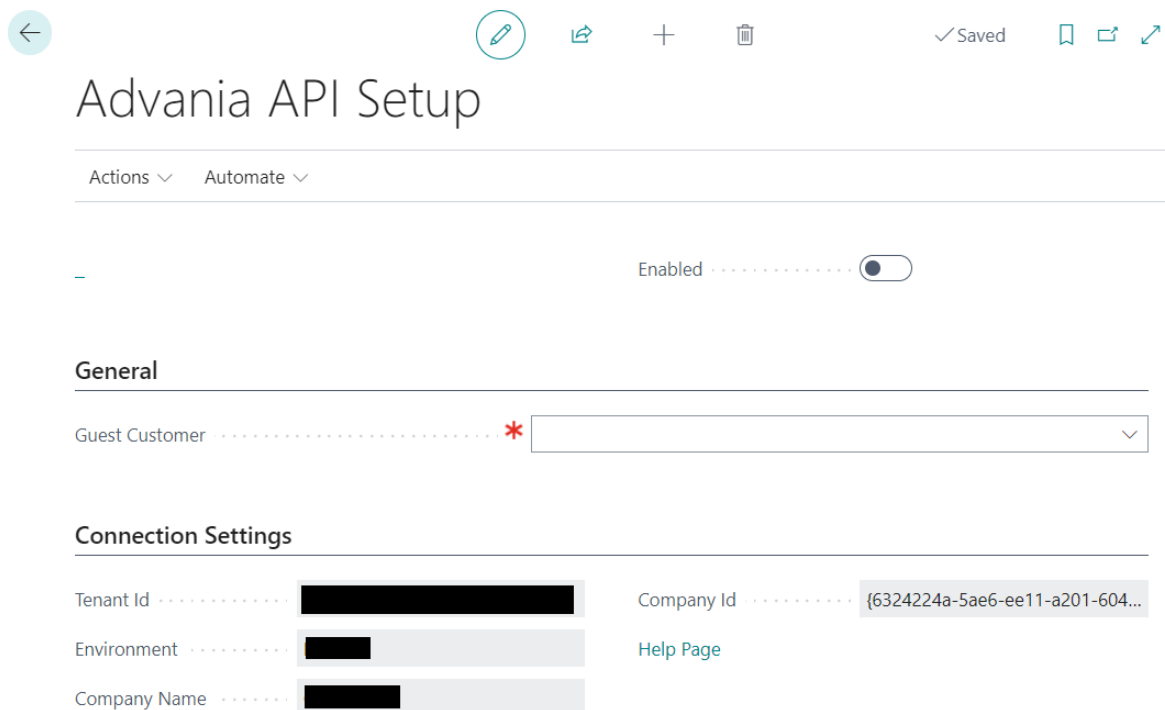 Saved
Advania API Setup
Actions Automate
_ Enabled
General
Guest Customer *
Connection Settings
Tenant Id Company Id {6324224a-5ae6-ee11-a201-604...
Environment Help Page
Company Name